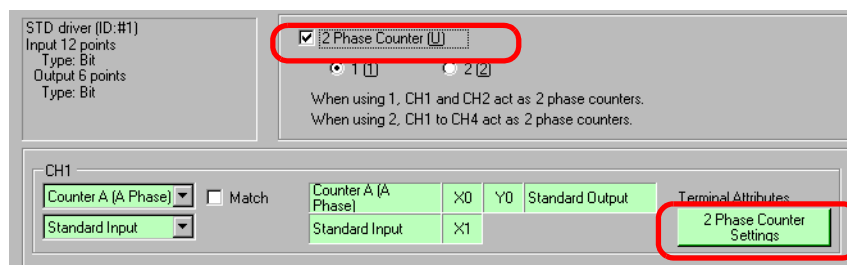 STD driver (ID:#1)
Input 12 points
Type: Bit
Output 6 points
Type: Bit
2 Phase Counter (U)
1 (1)
2 (2)
When using 1, CH1 and CH2 act as 2 phase counters.
When using 2, CH1 to CH4 act as 2 phase counters.
CH1
Counter A (A Phase)
Match
Counter A (A
Phase)
X0
Y0
Standard Output
Terminal Attributes
Standard Input
Standard Input
X1
2 Phase Counter
Settings